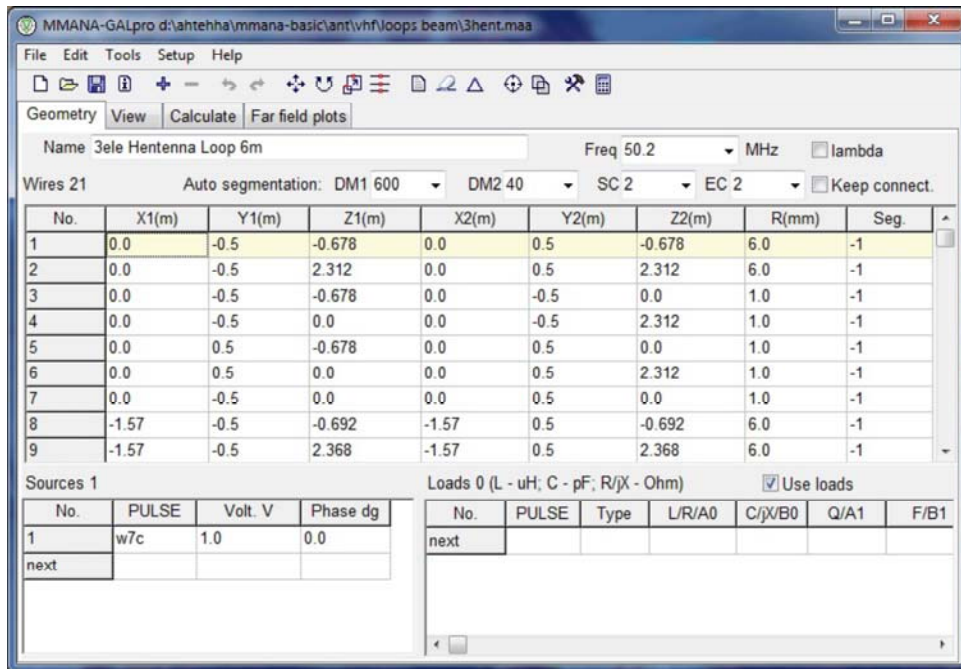 MMANA-GALpro d:\ahtehha\mmana-basic\ant\vhf\loops beam\3hent.maa
File Edit Tools Setup Help
Geometry View Calculate Far field plots
Name 3ele Hentenna Loop 6m Freq 50.2 MHz lambda
Wires 21 Auto segmentation: DM1 600 DM2 40 SC 2 EC 2 Keep connect.
No. X1(m) Y1(m) Z1(m) X2(m) Y2(m) Z2(m) R(mm) Seg.
1 0.0 -0.5 -0.678 0.0 0.5 -0.678 6.0 -1
2 0.0 -0.5 2.312 0.0 0.5 2.312 6.0 -1
3 0.0 -0.5 -0.678 0.0 -0.5 0.0 1.0 -1
4 0.0 -0.5 0.0 0.0 -0.5 2.312 1.0 -1
5 0.0 0.5 -0.678 0.0 0.5 0.0 1.0 -1
6 0.0 0.5 0.0 0.0 0.5 2.312 1.0 -1
7 0.0 -0.5 0.0 0.0 0.5 0.0 1.0 -1
8 -1.57 -0.5 -0.692 -1.57 0.5 -0.692 6.0 -1
9 -1.57 -0.5 2.368 -1.57 0.5 2.368 6.0 -1
Sources 1
No. PULSE Volt. V Phase dg
1 w7c 1.0 0.0
next
Loads 0 (L - uH; C - pF; R/jX - Ohm) Use loads
No. PULSE Type L/R/A0 C/jX/B0 Q/A1 F/B1
next